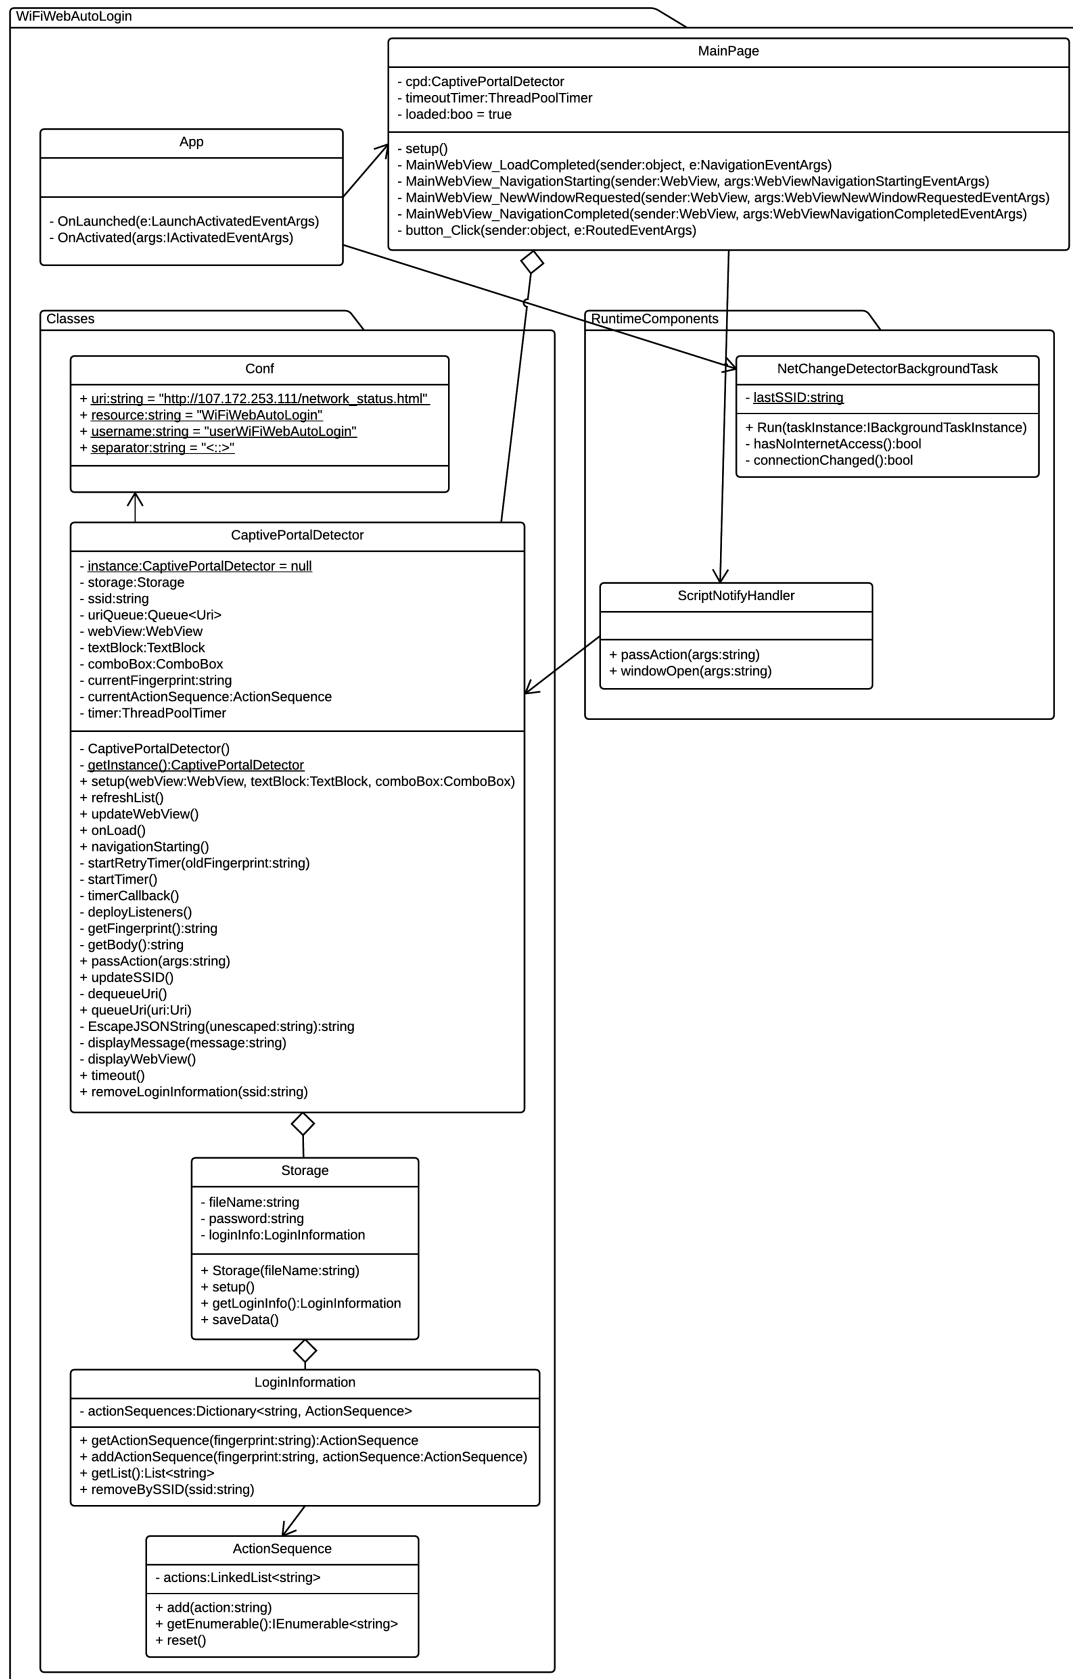 WiFiWebAutoLogin
MainPage
- cpd:CaptivePortalDetector
- timeoutTimer:ThreadPoolTimer
- loaded:boo = true
- setup()
- MainWebView_LoadCompleted(sender:object, e:NavigationEventArgs)
- MainWebView_NavigationStarting(sender:WebView, args:WebViewNavigationStartingEventArgs)
- MainWebView_NewWindowRequested(sender:WebView, args:WebViewNewWindowRequestedEventArgs)
- MainWebView_NavigationCompleted(sender:WebView, args:WebViewNavigationCompletedEventArgs)
- button_Click(sender:object, e:RoutedEventArgs)
App
- OnLaunched(e:LaunchActivatedEventArgs)
- OnActivated(args:IActivatedEventArgs)
Classes
Conf
+ uri:string = "http://107.172.253.111/network_status.html"
+ resource:string = "WiFiWebAutoLogin"
+ username:string = "userWiFiWebAutoLogin"
+ separator:string = "<::>"
CaptivePortalDetector
- instance:CaptivePortalDetector = null
- storage:Storage
- ssid:string
- uriQueue:Queue<Uri>
- webView:WebView
- textBlock:TextBlock
- comboBox:ComboBox
- currentFingerprint:string
- currentActionSequence:ActionSequence
- timer:ThreadPoolTimer
- CaptivePortalDetector()
- getInstance():CaptivePortalDetector
+ setup(webView:WebView, textBlock:TextBlock, comboBox:ComboBox)
+ refreshList()
+ updateWebView()
+ onLoad()
+ navigationStarting()
- startRetryTimer(oldFingerprint:string)
- startTimer()
- timerCallback()
- deployListeners()
- getFingerprint():string
- getBody():string
+ passAction(args:string)
+ updateSSID()
- dequeueUri()
+ queueUri(uri:Uri)
- EscapeJSONString(unescaped:string):string
- displayMessage(message:string)
- displayWebView()
+ timeout()
+ removeLoginInformation(ssid:string)
Storage
- fileName:string
- password:string
- loginInfo:LoginInformation
+ Storage(fileName:string)
+ setup()
+ getLoginInfo():LoginInformation
+ saveData()
LoginInformation
- actionSequences:Dictionary<string, ActionSequence>
+ getActionSequence(fingerprint:string):ActionSequence
+ addActionSequence(fingerprint:string, actionSequence:ActionSequence)
+ getList():List<string>
+ removeBySSID(ssid:string)
ActionSequence
- actions:LinkedList<string>
+ add(action:string)
+ getEnumerable():IEnumerable<string>
+ reset()
RuntimeComponents
NetChangeDetectorBackgroundTask
- lastSSID:string
+ Run(taskInstance:IBackgroundTaskInstance)
- hasNoInternetAccess():bool
- connectionChanged():bool
ScriptNotifyHandler
+ passAction(args:string)
+ windowOpen(args:string)